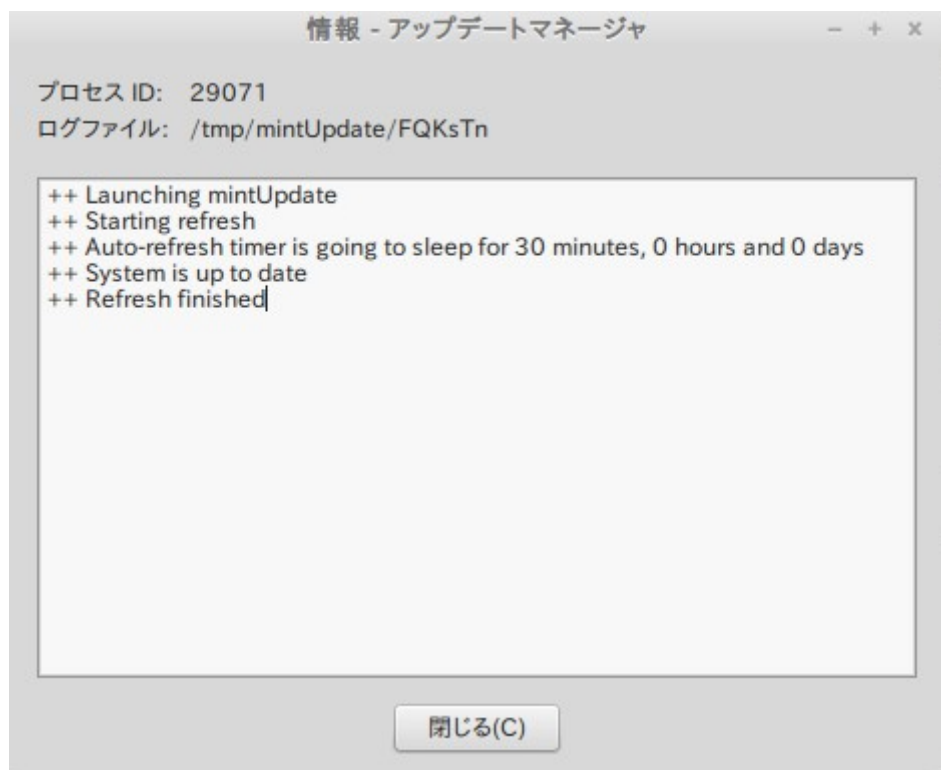 情報 - アップデートマネージャ
プロセス ID: 29071
ログファイル: /tmp/mintUpdate/FQKsTn
++ Launching mintUpdate
++ Starting refresh
++ Auto-refresh timer is going to sleep for 30 minutes, 0 hours and 0 days
++ System is up to date
++ Refresh finished
閉じる(C)